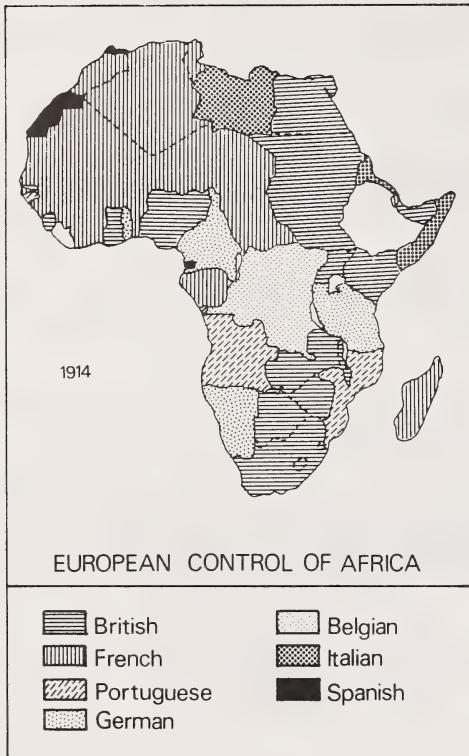 1914
EUROPEAN CONTROL OF AFRICA
British
French
Portuguese
German
Belgian
Italian
Spanish